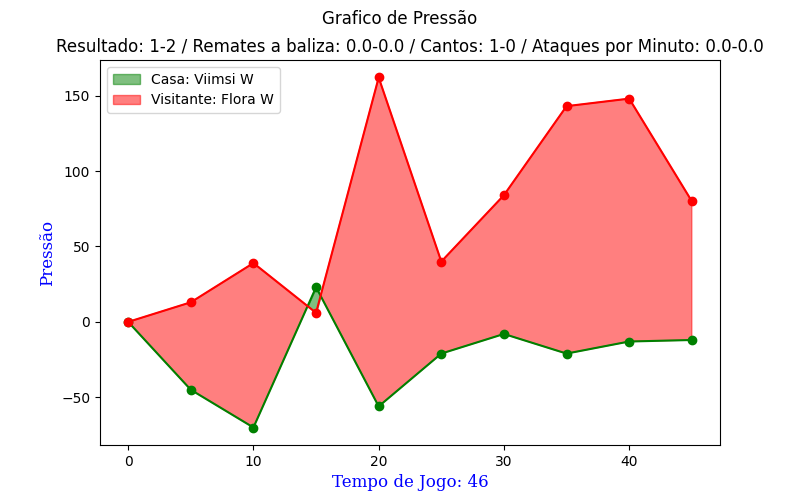 Grafico de Pressão
Resultado: 1-2 / Remates a baliza: 0.0-0.0 / Cantos: 1-0 / Ataques por Minuto: 0.0-0.0
Casa: Viimsi W
Visitante: Flora W
150
100
50
0
−50
Pressão
0
10
20
30
40
Tempo de Jogo: 46